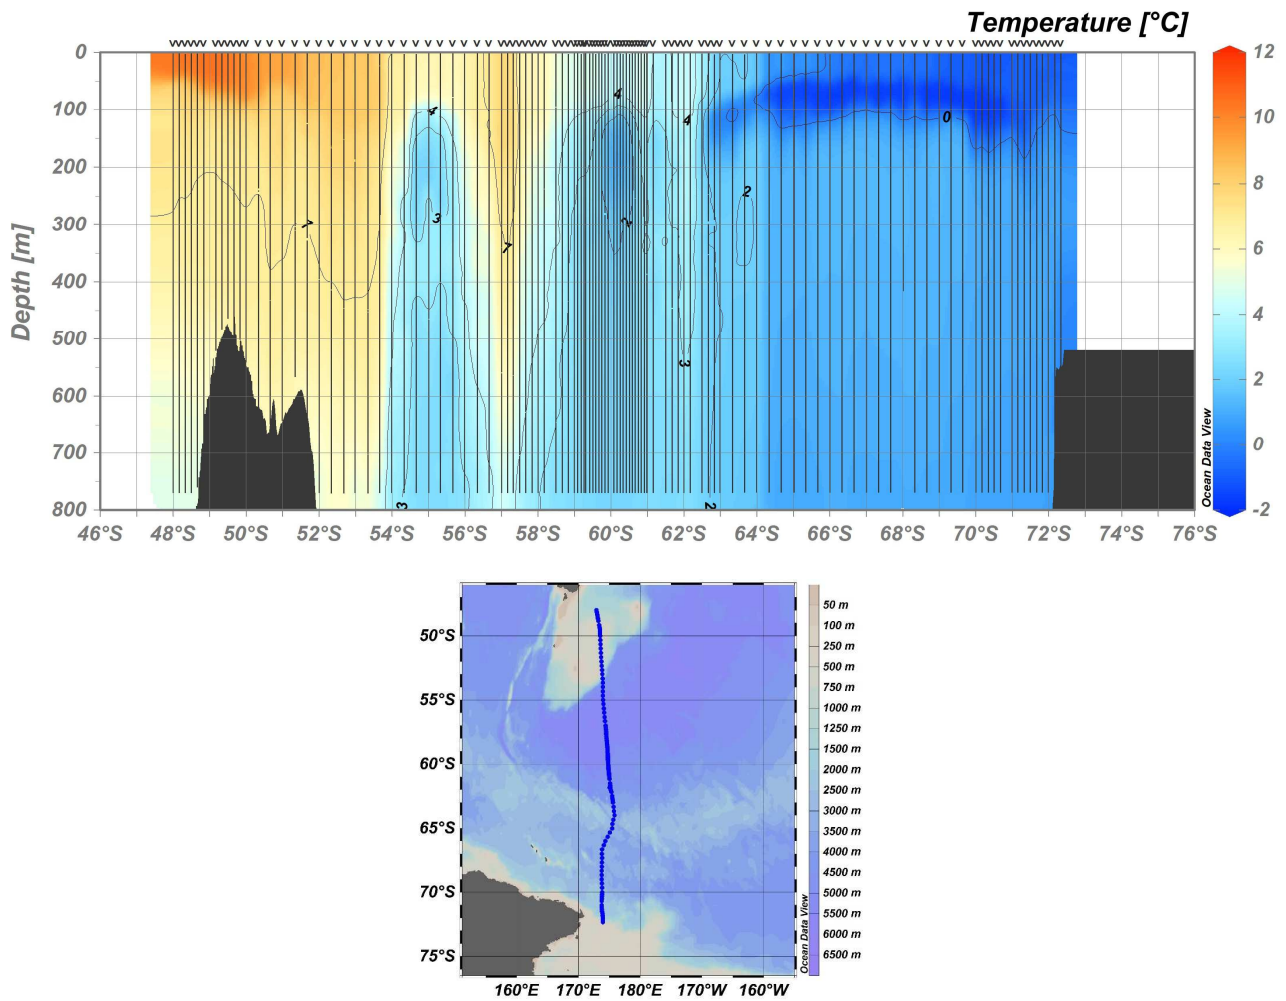 Temperature [°C]
0
100
200
300
400
500
600
700
800
Depth [m]
46°S 48°S 50°S 52°S 54°S 56°S 58°S 60°S 62°S 64°S 66°S 68°S 70°S 72°S 74°S 76°S
4
4
4
0
2
3
7
2
7
3
3
2
Ocean Data View
12
10
8
6
4
2
0
-2
50°S
55°S
60°S
65°S
70°S
75°S
160°E 170°E 180°E 170°W 160°W
50 m
100 m
250 m
500 m
750 m
1000 m
1250 m
1500 m
2000 m
2500 m
3000 m
3500 m
4000 m
4500 m
5000 m
5500 m
6000 m
6500 m
Ocean Data View